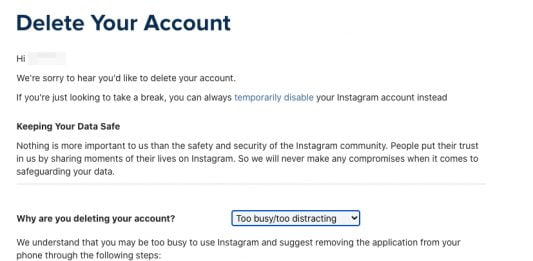 Delete Your Account
Hi
We're sorry to hear you'd like to delete your account.
If you're just looking to take a break, you can always temporarily disable your Instagram account instead
Keeping Your Data Safe
Nothing is more important to us than the safety and security of the Instagram community. People put their trust
in us by sharing moments of their lives on Instagram. So we will never make any compromises when it comes to
safeguarding your data.
Why are you deleting your account? Too busy/too distracting
We understand that you may be too busy to use Instagram and suggest removing the application from your
phone through the following steps: